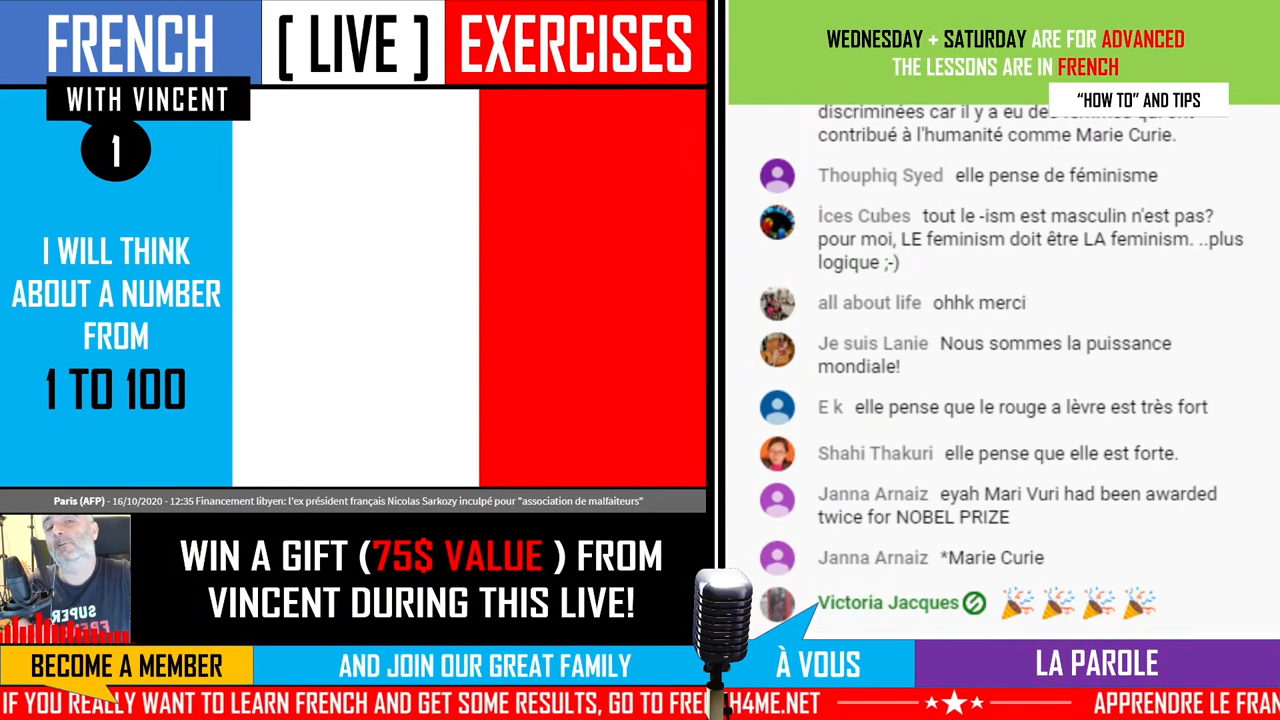 FRENCH
[ LIVE ]
EXERCISES
WITH VINCENT
1
I WILL THINK
ABOUT A NUMBER
FROM
1 TO 100
Paris (AFP) - 16/10/2020 - 12:35 Financement libyen: l'ex président français Nicolas Sarkozy inculpé pour "association de malfaiteurs"
WIN A GIFT (75$ VALUE ) FROM
VINCENT DURING THIS LIVE!
WEDNESDAY + SATURDAY ARE FOR ADVANCED
THE LESSONS ARE IN FRENCH
"HOW TO" AND TIPS
discriminées car il y a eu des
contribué à l'humanité comme Marie Curie.
Thouphiq Syed elle pense de féminisme
İces Cubes tout le -ism est masculin n'est pas?
pour moi, LE feminism doit être LA feminism. ..plus
logique ;-)
all about life ohhk merci
Je suis Lanie Nous sommes la puissance
mondiale!
E k elle pense que le rouge a lèvre est très fort
Shahi Thakuri elle pense que elle est forte.
Janna Arnaiz eyah Mari Vuri had been awarded
twice for NOBEL PRIZE
Janna Arnaiz *Marie Curie
Victoria Jacques
BECOME A MEMBER
AND JOIN OUR GREAT FAMILY
À VOUS
LA PAROLE
IF YOU REALLY WANT TO LEARN FRENCH AND GET SOME RESULTS, GO TO FRENCH4ME.NET
APPRENDRE LE FRAN